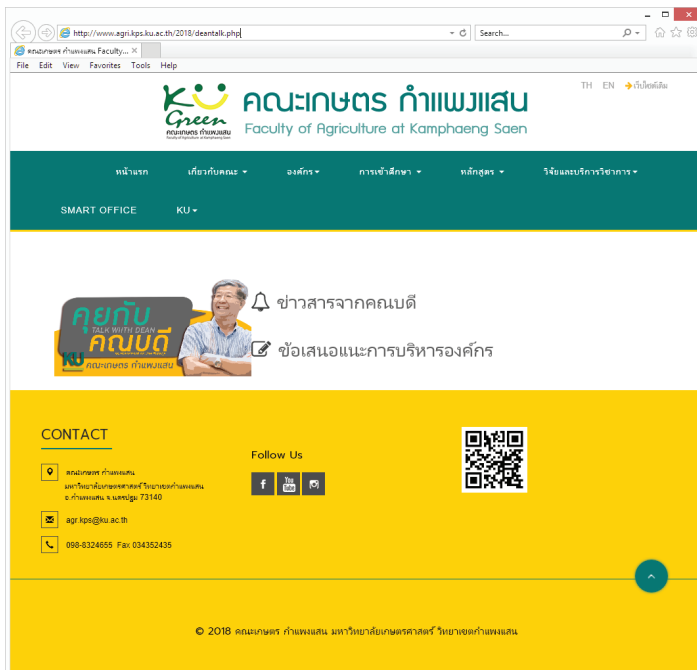 http://www.agri.kps.ku.ac.th/2018/deantalk.php
Search...
คณะเกษตร กำแพงแสน Faculty...
File Edit View Favorites Tools Help
TH EN เว็บไซต์เดิม
KU
Green
คณะเกษตร กำแพงแสน
Faculty of Agriculture at Kamphaeng Saen
คณะเกษตร กำแพงแสน
Faculty of Agriculture at Kamphaeng Saen
หน้าแรก เกี่ยวกับคณะ องค์กร การเข้าศึกษา หลักสูตร วิจัยและบริการวิชาการ
SMART OFFICE KU
คุยกับ
TALK WITH DEAN
คณบดี
KU คณะเกษตร กำแพงแสน
ข่าวสารจากคณบดี
ข้อเสนอแนะการบริหารองค์กร
CONTACT
คณะเกษตร กำแพงแสน
มหาวิทยาลัยเกษตรศาสตร์ วิทยาเขตกำแพงแสน
อ.กำแพงแสน จ.นครปฐม 73140
agr.kps@ku.ac.th
098-8324655 Fax 034352435
Follow Us
f You Tube
© 2018 คณะเกษตร กำแพงแสน มหาวิทยาลัยเกษตรศาสตร์ วิทยาเขตกำแพงแสน